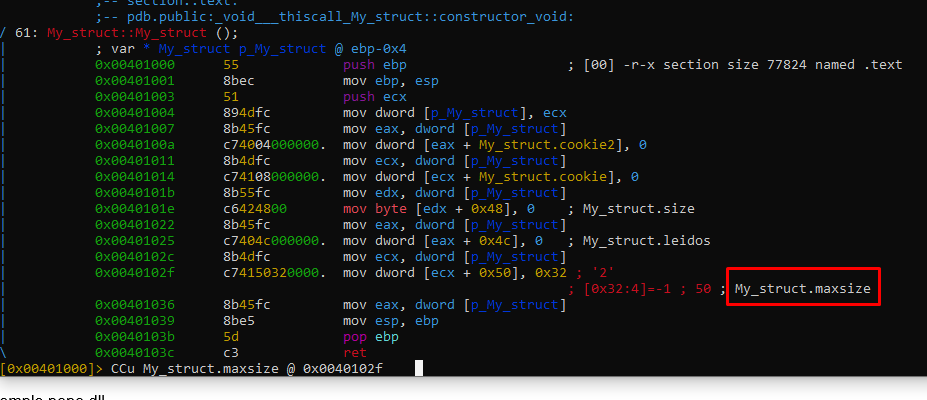 ;-- section..text:
;-- pdb.public:_void___thiscall_My_struct::constructor_void:
/ 61: My_struct::My_struct ();
| ; var * My_struct p_My_struct @ ebp-0x4
| 0x00401000 55 push ebp ; [00] -r-x section size 77824 named .text
| 0x00401001 8bec mov ebp, esp
| 0x00401003 51 push ecx
| 0x00401004 894dfc mov dword [p_My_struct], ecx
| 0x00401007 8b45fc mov eax, dword [p_My_struct]
| 0x0040100a c74004000000. mov dword [eax + My_struct.cookie2], 0
| 0x00401011 8b4dfc mov ecx, dword [p_My_struct]
| 0x00401014 c74108000000. mov dword [ecx + My_struct.cookie], 0
| 0x0040101b 8b55fc mov edx, dword [p_My_struct]
| 0x0040101e c6424800 mov byte [edx + 0x48], 0 ; My_struct.size
| 0x00401022 8b45fc mov eax, dword [p_My_struct]
| 0x00401025 c7404c000000. mov dword [eax + 0x4c], 0 ; My_struct.leidos
| 0x0040102c 8b4dfc mov ecx, dword [p_My_struct]
| 0x0040102f c74150320000. mov dword [ecx + 0x50], 0x32 ; '2'
| ; [0x32:4]=-1 ; 50 ; My_struct.maxsize
| 0x00401036 8b45fc mov eax, dword [p_My_struct]
| 0x00401039 8be5 mov esp, ebp
| 0x0040103b 5d pop ebp
\ 0x0040103c c3 ret
[0x00401000]> CCu My_struct.maxsize @ 0x0040102f